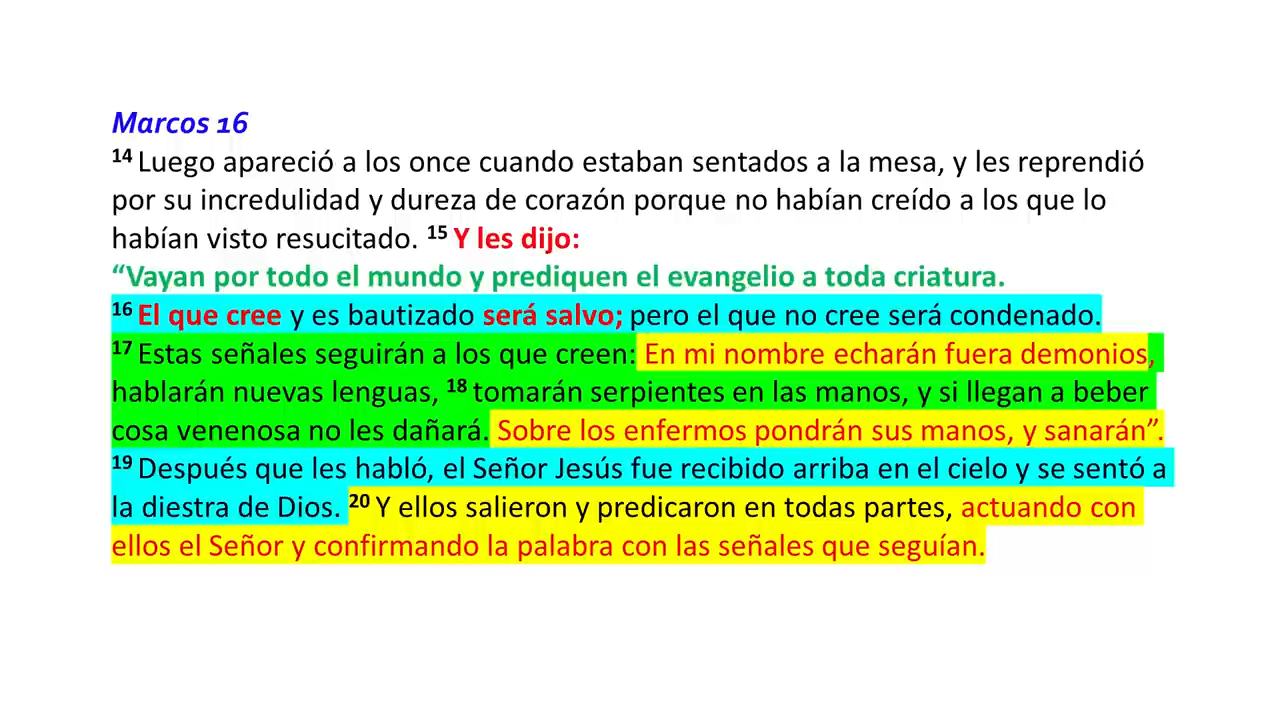 Marcos 16
14 Luego apareció a los once cuando estaban sentados a la mesa, y les reprendió
por su incredulidad y dureza de corazón porque no habían creído a los que lo
habían visto resucitado. 15 Y les dijo:
“Vayan por todo el mundo y prediquen el evangelio a toda criatura.
16 El que cree y es bautizado será salvo; pero el que no cree será condenado.
17 Estas señales seguirán a los que creen: En mi nombre echarán fuera demonios,
hablarán nuevas lenguas, 18 tomarán serpientes en las manos, y si llegan a beber
cosa venenosa no les dañará. Sobre los enfermos pondrán sus manos, y sanarán”.
19 Después que les habló, el Señor Jesús fue recibido arriba en el cielo y se sentó a
la diestra de Dios. 20 Y ellos salieron y predicaron en todas partes, actuando con
ellos el Señor y confirmando la palabra con las señales que seguían.